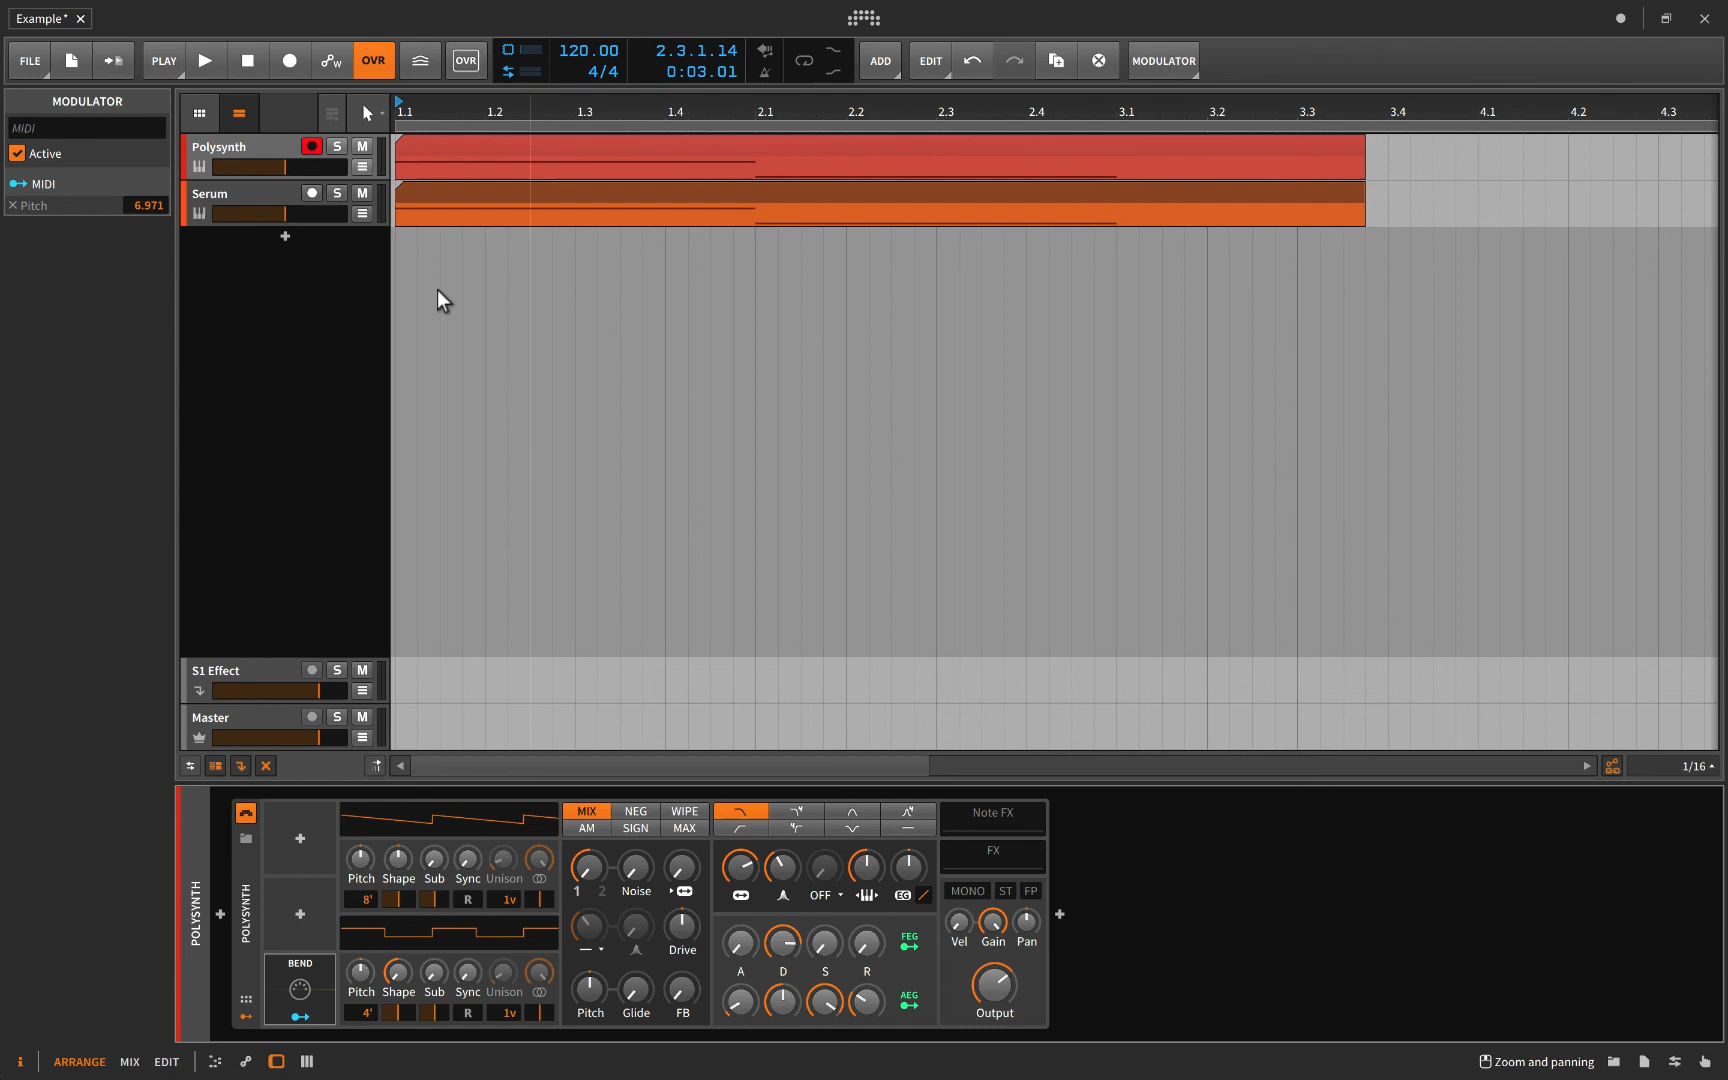 Example*
FILE PLAY OVR OVR 120.00 2.3.1.14 ADD EDIT MODULATOR
4/4 0:03.01
MODULATOR
MIDI
Active
MIDI
Pitch 6.971
1.1 1.2 1.3 1.4 2.1 2.2 2.3 2.4 3.1 3.2 3.3 3.4 4.1 4.2 4.3
Polysynth S M
Serum S M
S1 Effect S M
Master S M
1/16
POLYSYNTH
POLYSYNTH
BEND
Pitch Shape Sub Sync Unison
8' R 1v
Pitch Shape Sub Sync Unison
4' R 1v
MIX NEG WIPE
AM SIGN MAX
1 2 Noise
Drive
Pitch Glide FB
OFF EG
FEG
A D S R
AEG
Note FX
FX
MONO ST FP
Vel Gain Pan
Output
i ARRANGE MIX EDIT Zoom and panning